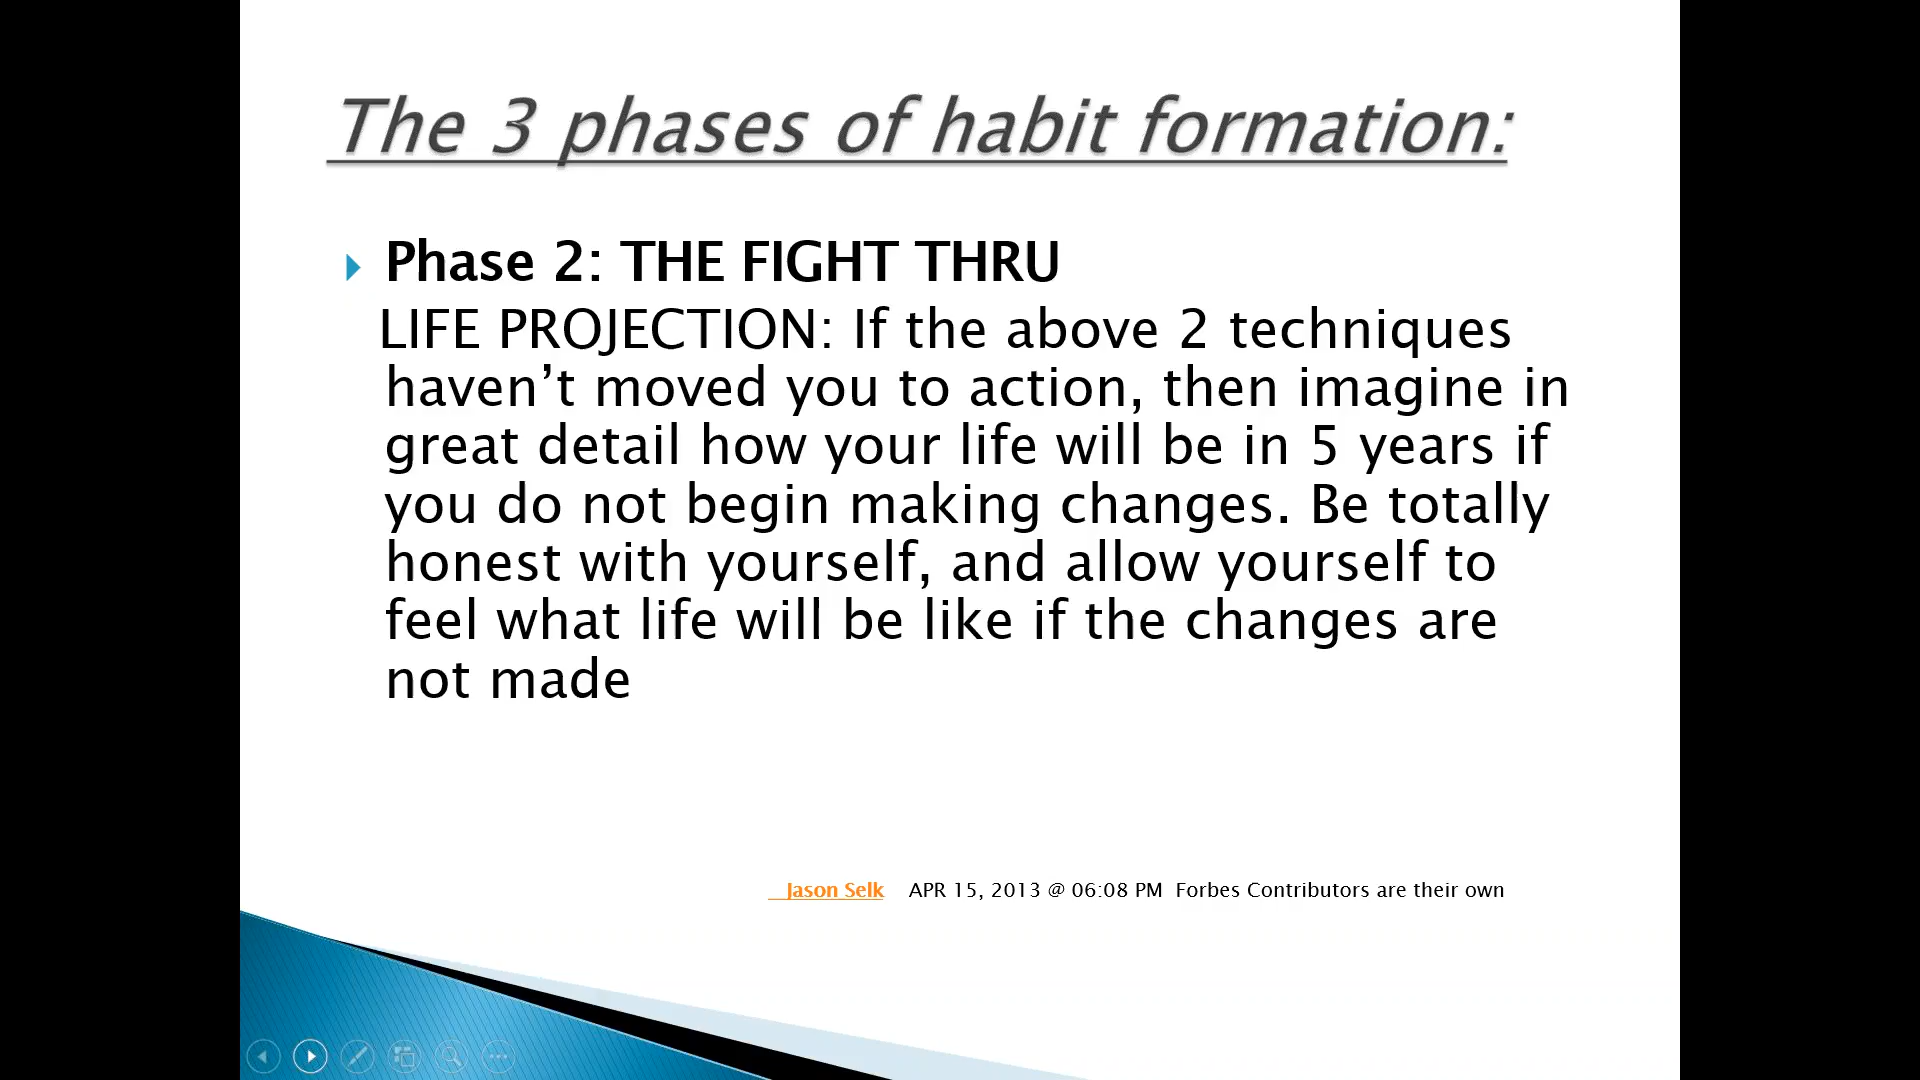 The 3 phases of habit formation:
Phase 2: THE FIGHT THRU
LIFE PROJECTION: If the above 2 techniques
haven’t moved you to action, then imagine in
great detail how your life will be in 5 years if
you do not begin making changes. Be totally
honest with yourself, and allow yourself to
feel what life will be like if the changes are
not made
Jason Selk APR 15, 2013 @ 06:08 PM Forbes Contributors are their own